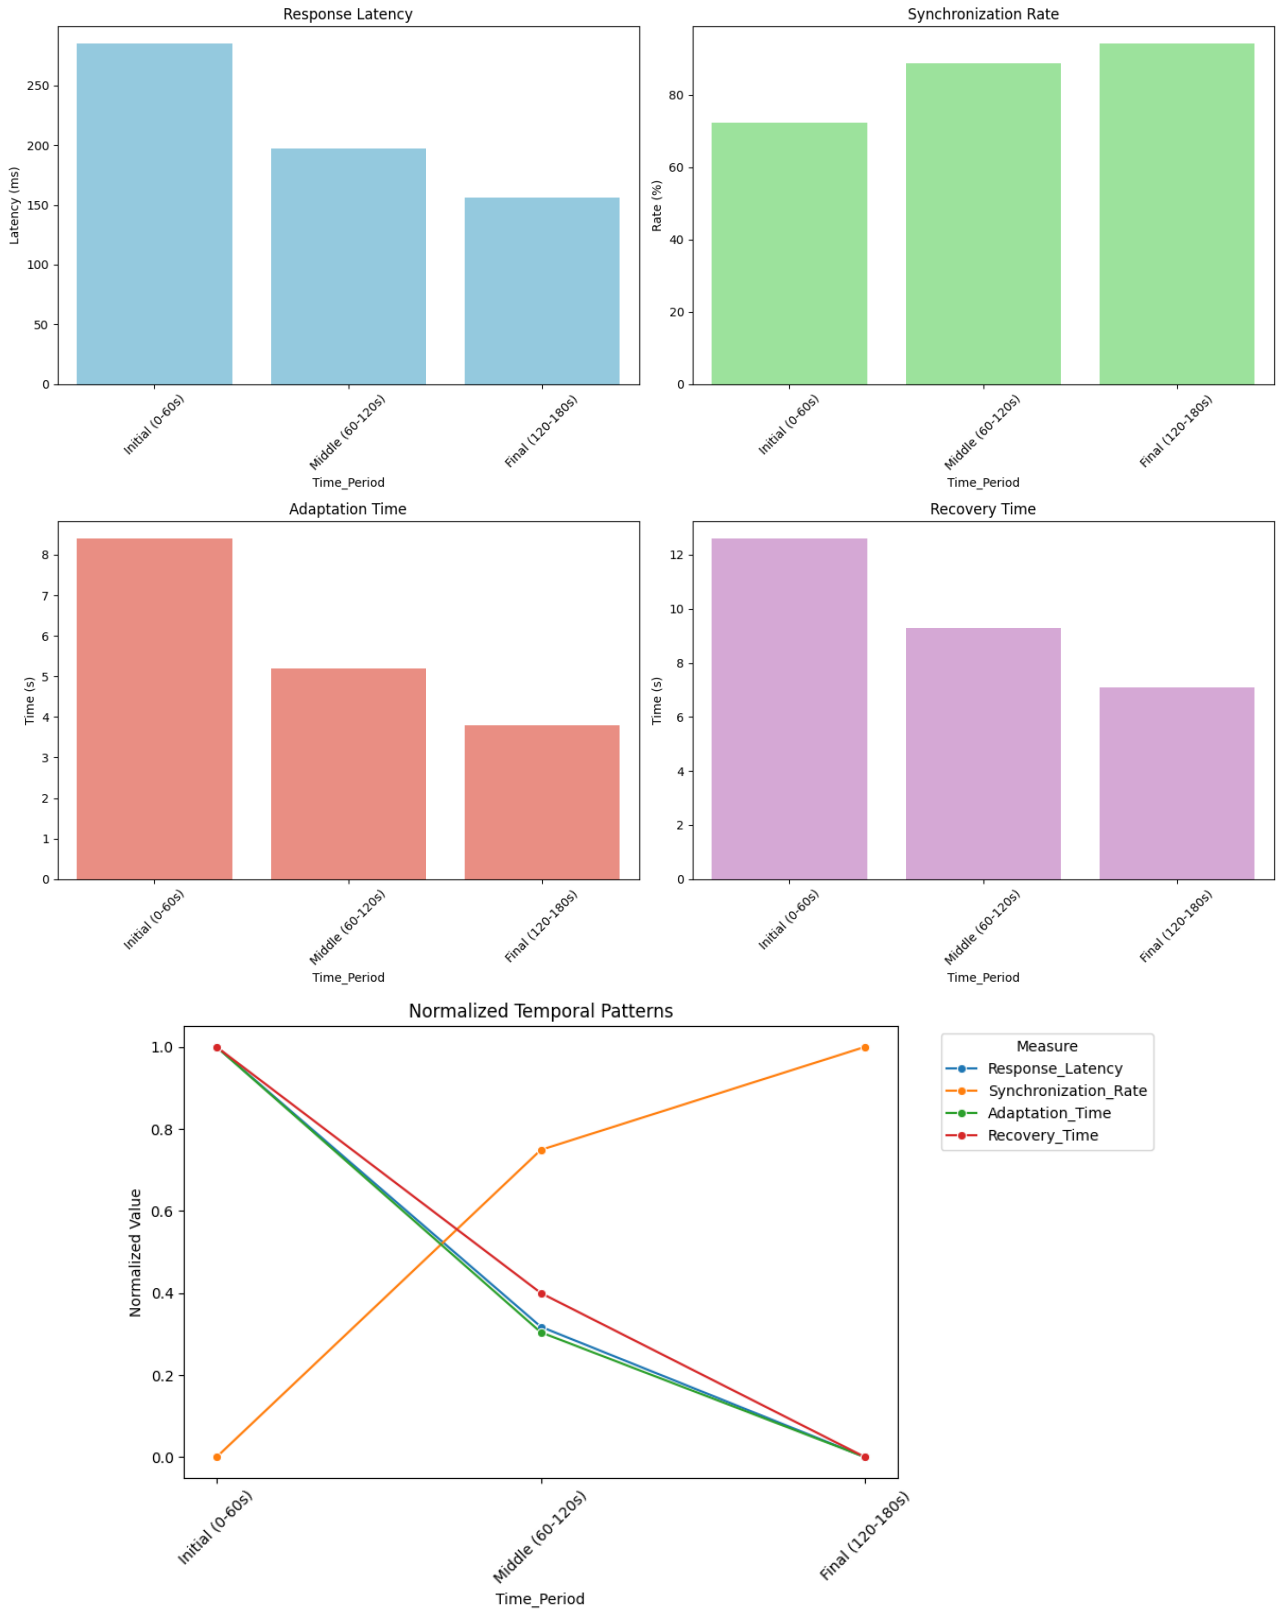 Response Latency
Latency (ms)
250
200
150
100
50
0
Initial (0-60s)
Middle (60-120s)
Final (120-180s)
Time_Period
Synchronization Rate
Rate (%)
80
60
40
20
0
Initial (0-60s)
Middle (60-120s)
Final (120-180s)
Time_Period
Adaptation Time
Time (s)
8
7
6
5
4
3
2
1
0
Initial (0-60s)
Middle (60-120s)
Final (120-180s)
Time_Period
Recovery Time
Time (s)
12
10
8
6
4
2
0
Initial (0-60s)
Middle (60-120s)
Final (120-180s)
Time_Period
Normalized Temporal Patterns
Normalized Value
1.0
0.8
0.6
0.4
0.2
0.0
Initial (0-60s)
Middle (60-120s)
Final (120-180s)
Time_Period
Measure
Response_Latency
Synchronization_Rate
Adaptation_Time
Recovery_Time